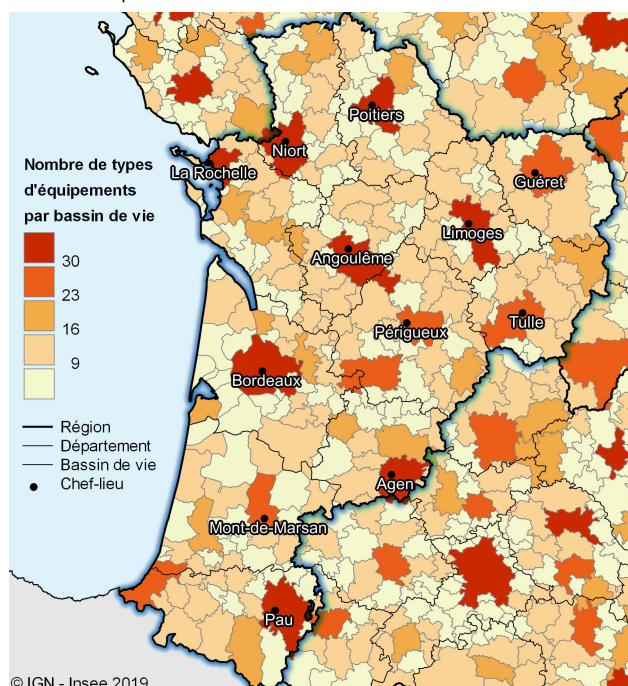 Poitiers
Niort
La Rochelle
Guéret
Nombre de types
d'équipements
par bassin de vie
Limoges
30
Angoulême
23
16
Périgueux
Tulle
9
Bordeaux
Région
Département
Bassin de vie
Chef-lieu
Agen
Mont-de-Marsan
Pau
© IGN - Insee 2019